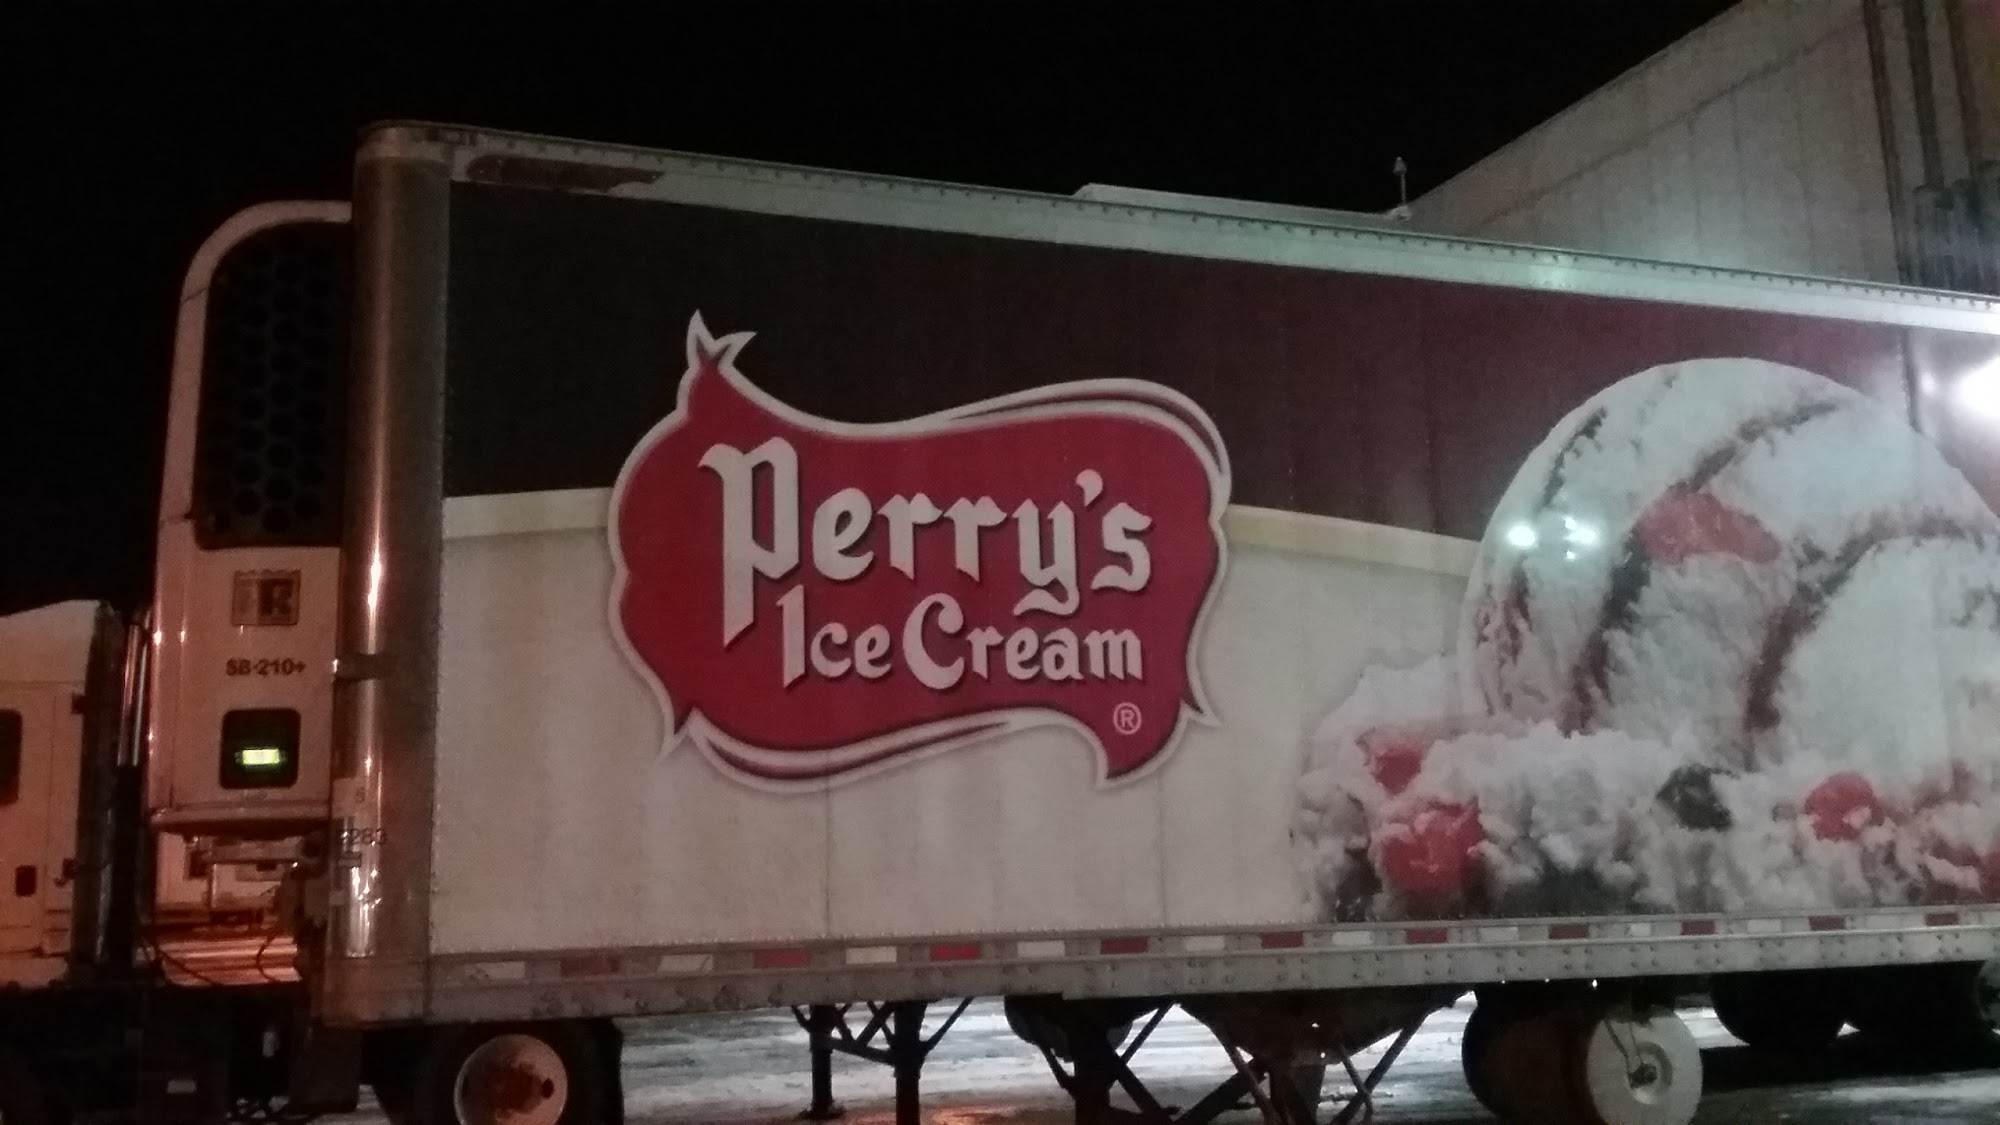 Perry's
Ice Cream
®
SB-210+